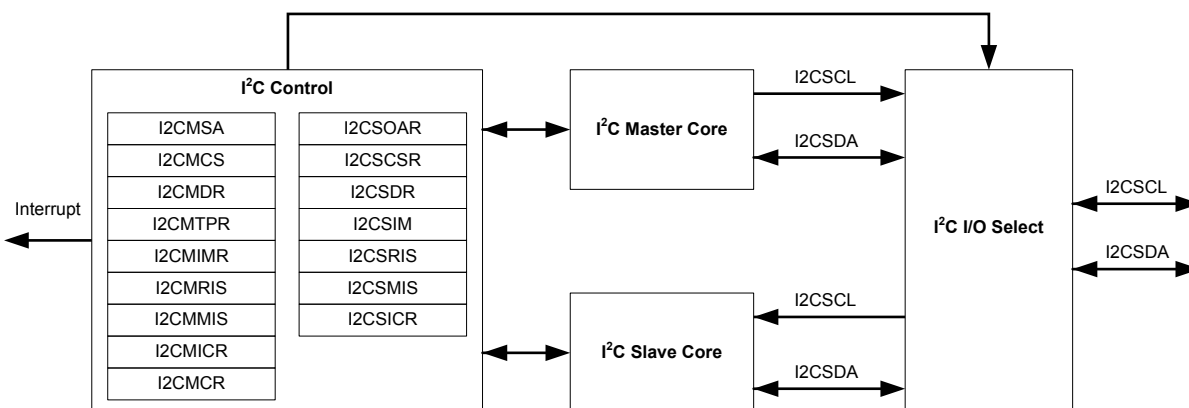 I²C Control
I2CMSA
I2CMCS
I2CMDR
I2CMTPR
I2CMIMR
I2CMRIS
I2CMMIS
I2CMICR
I2CMCR
I2CSOAR
I2CSCSR
I2CSDR
I2CSIM
I2CSRIS
I2CSMIS
I2CSICR
Interrupt
I²C Master Core
I2CSCL
I2CSDA
I²C Slave Core
I2CSCL
I2CSDA
I²C I/O Select
I2CSCL
I2CSDA